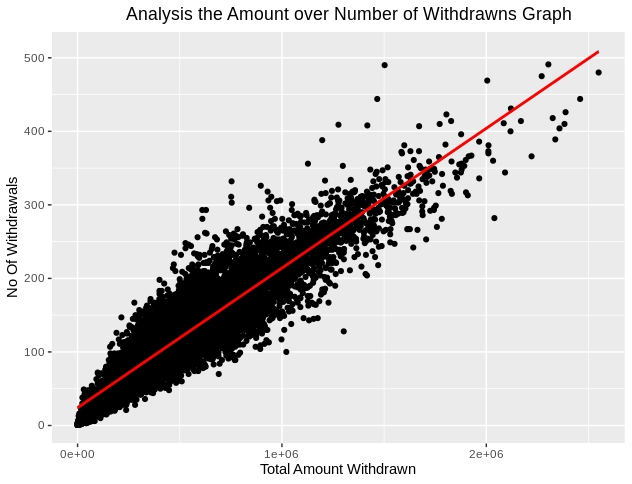 Analysis the Amount over Number of Withdrawns Graph
No Of Withdrawals
500
400
300
200
100
0
0e+00
1e+06
2e+06
Total Amount Withdrawn